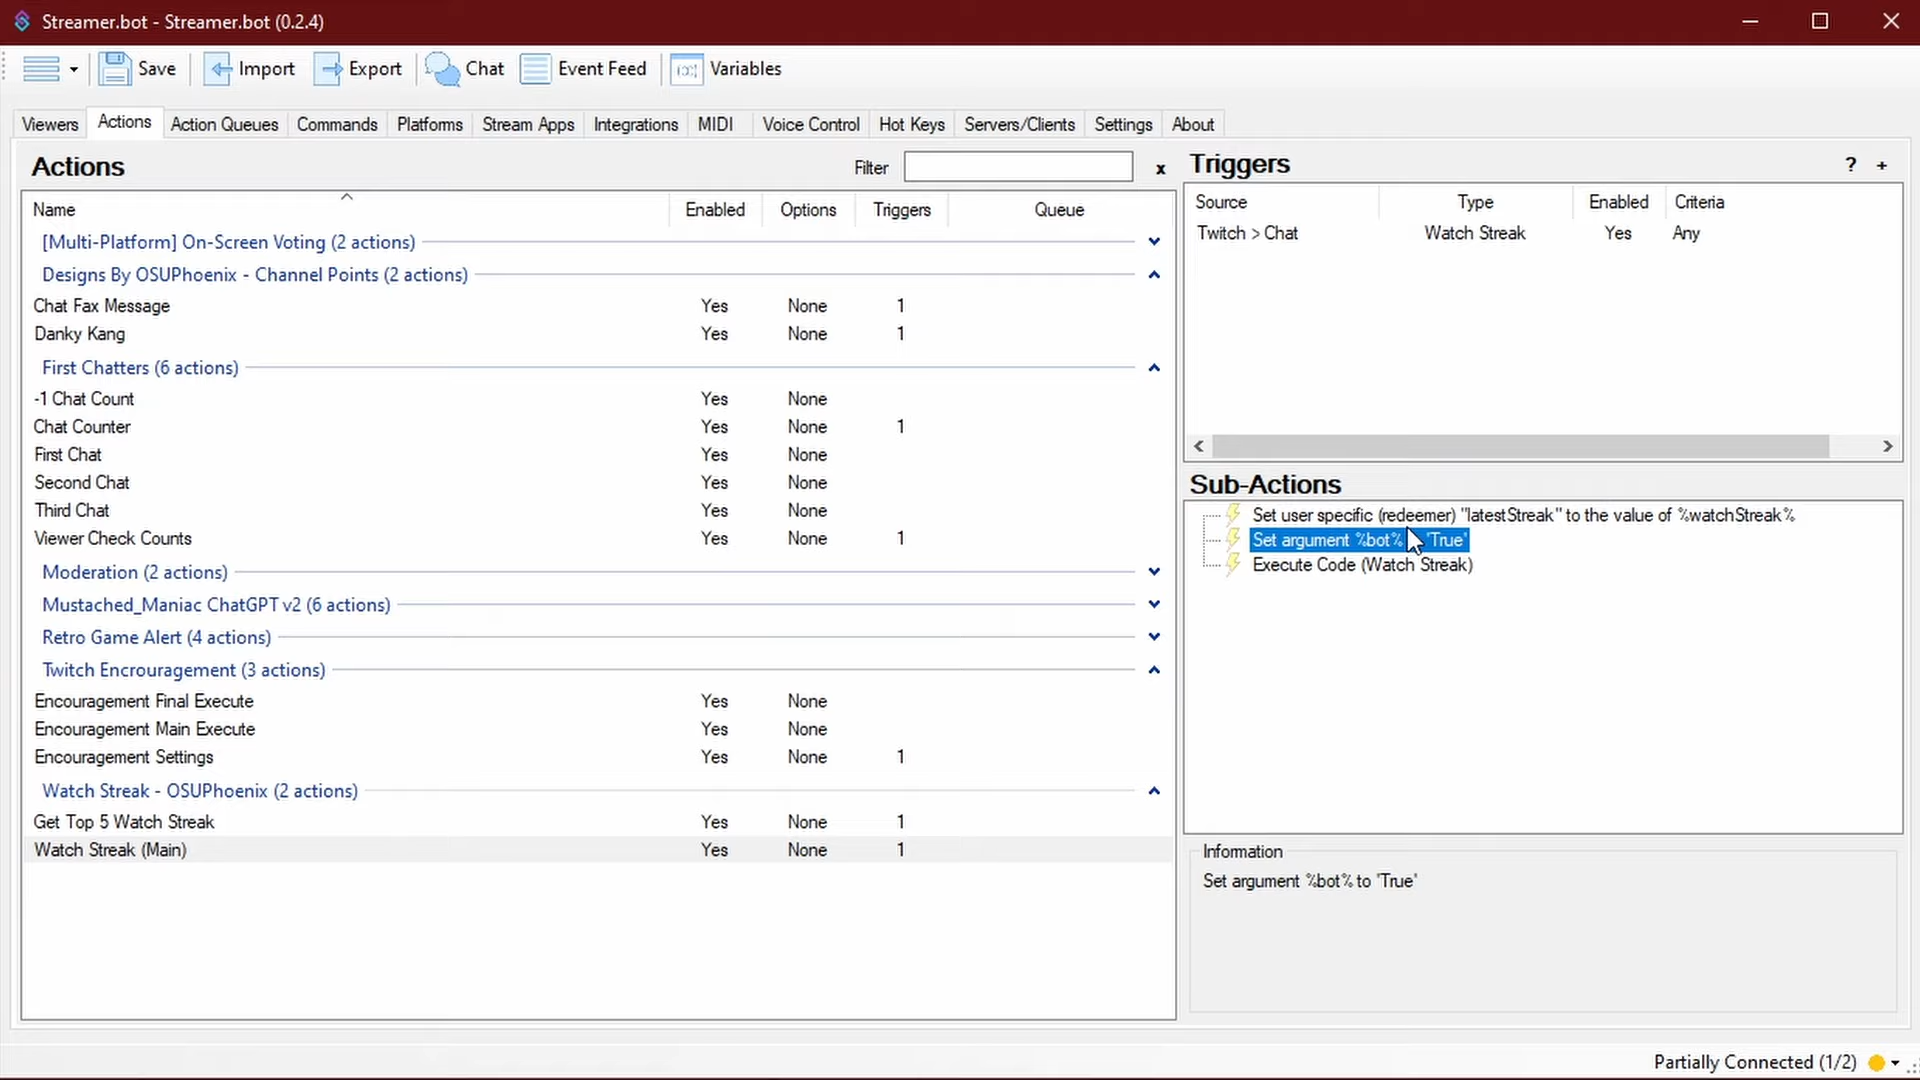 Streamer.bot - Streamer.bot (0.2.4)
Save Import Export Chat Event Feed Variables
Viewers Actions Action Queues Commands Platforms Stream Apps Integrations MIDI Voice Control Hot Keys Servers/Clients Settings About
Actions Filter x
Name Enabled Options Triggers Queue
[Multi-Platform] On-Screen Voting (2 actions)
Designs By OSUPhoenix - Channel Points (2 actions)
Chat Fax Message Yes None 1
Danky Kang Yes None 1
First Chatters (6 actions)
-1 Chat Count Yes None
Chat Counter Yes None 1
First Chat Yes None
Second Chat Yes None
Third Chat Yes None
Viewer Check Counts Yes None 1
Moderation (2 actions)
Mustached_Maniac ChatGPT v2 (6 actions)
Retro Game Alert (4 actions)
Twitch Encrouragement (3 actions)
Encouragement Final Execute Yes None
Encouragement Main Execute Yes None
Encouragement Settings Yes None 1
Watch Streak - OSUPhoenix (2 actions)
Get Top 5 Watch Streak Yes None 1
Watch Streak (Main) Yes None 1
Triggers ? +
Source Type Enabled Criteria
Twitch > Chat Watch Streak Yes Any
Sub-Actions
Set user specific (redeemer) "latestStreak" to the value of %watchStreak%
Set argument %bot% 'True'
Execute Code (Watch Streak)
Information
Set argument %bot% to 'True'
Partially Connected (1/2)